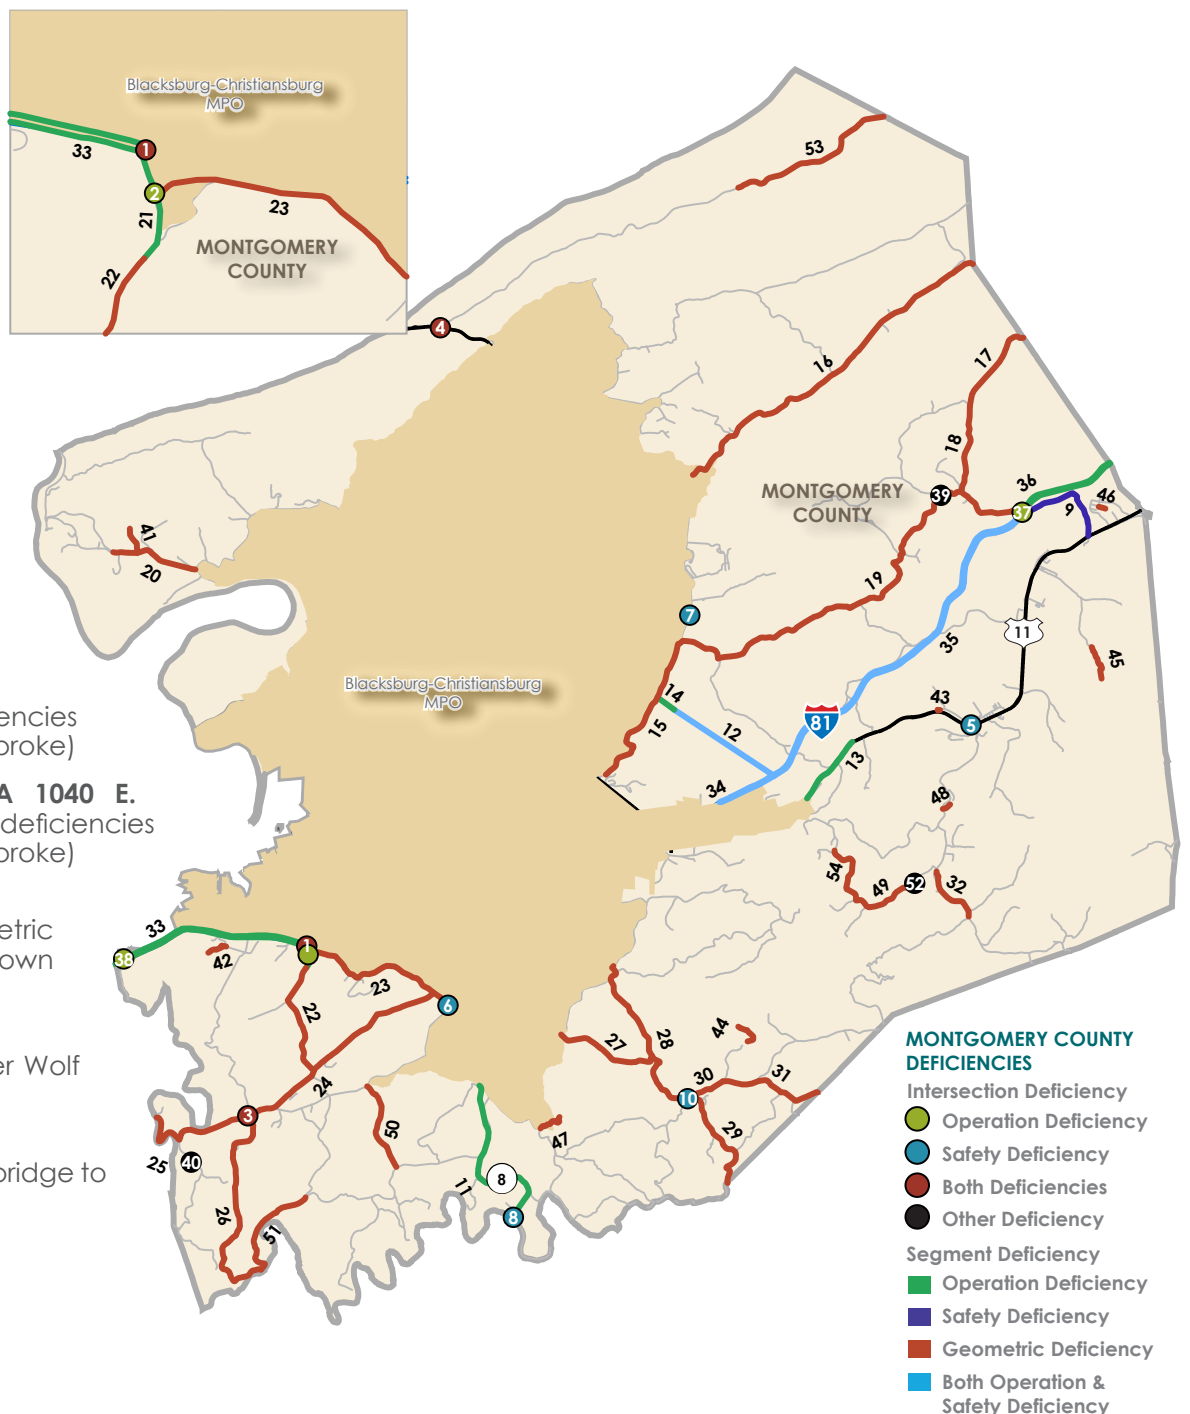 Blacksburg-Christiansburg
MPO
33
1
2
21
23
22
MONTGOMERY
COUNTY
53
4
16
17
18
MONTGOMERY
COUNTY
39
36
37
9
46
41
20
19
7
11
35
45
Blacksburg-Christiansburg
MPO
14
15
12
81
43
5
13
34
48
encies
broke)
A 1040 E.
deficiencies
broke)
54
49
52
32
etric
own
33
38
42
1
23
6
22
28
27
44
er Wolf
24
30
31
10
3
50
47
29
25
40
bridge to
11
8
8
26
51
MONTGOMERY COUNTY
DEFICIENCIES
Intersection Deficiency
Operation Deficiency
Safety Deficiency
Both Deficiencies
Other Deficiency
Segment Deficiency
Operation Deficiency
Safety Deficiency
Geometric Deficiency
Both Operation &
Safety Deficiency